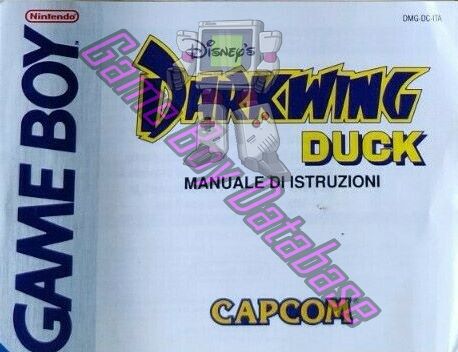 Nintendo
GAME BOY
DMG-DC-ITA
DISNEY'S
DARKWING
DUCK
MANUALE DI ISTRUZIONI
CAPCOM
Game Boy Database